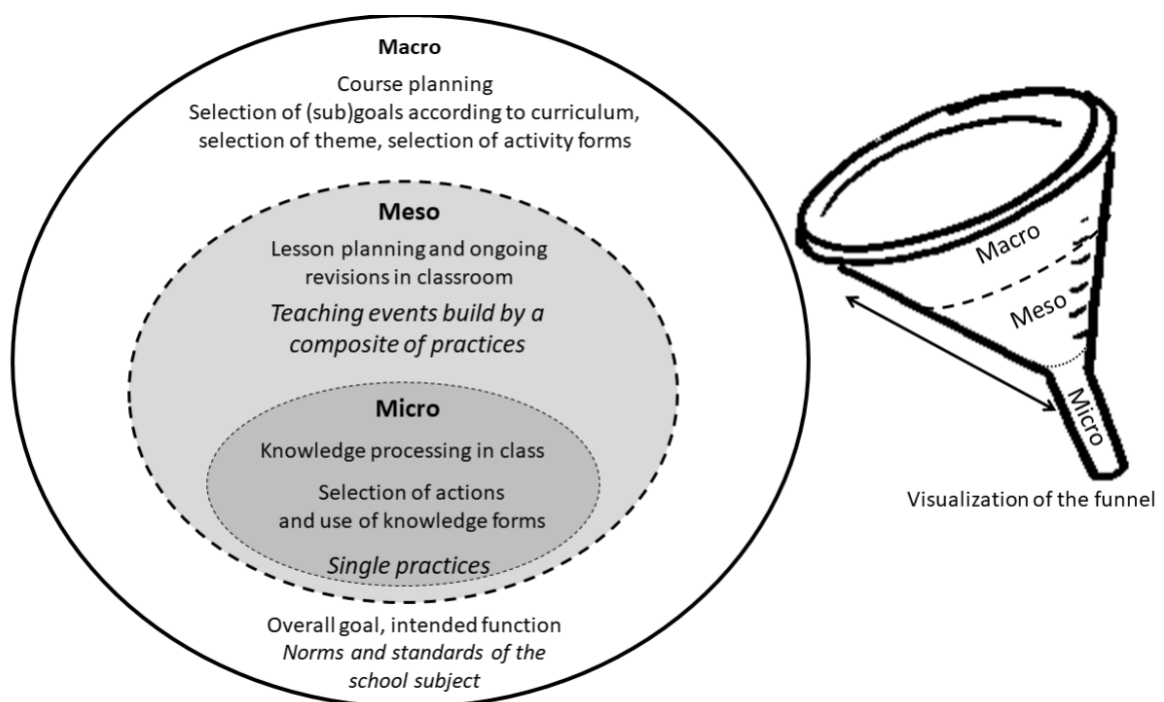 Macro
Course planning
Selection of (sub)goals according to curriculum,
selection of theme, selection of activity forms
Meso
Lesson planning and ongoing
revisions in classroom
Teaching events build by a
composite of practices
Micro
Knowledge processing in class
Selection of actions
and use of knowledge forms
Single practices
Overall goal, intended function
Norms and standards of the
school subject
Macro
Meso
Micro
Visualization of the funnel